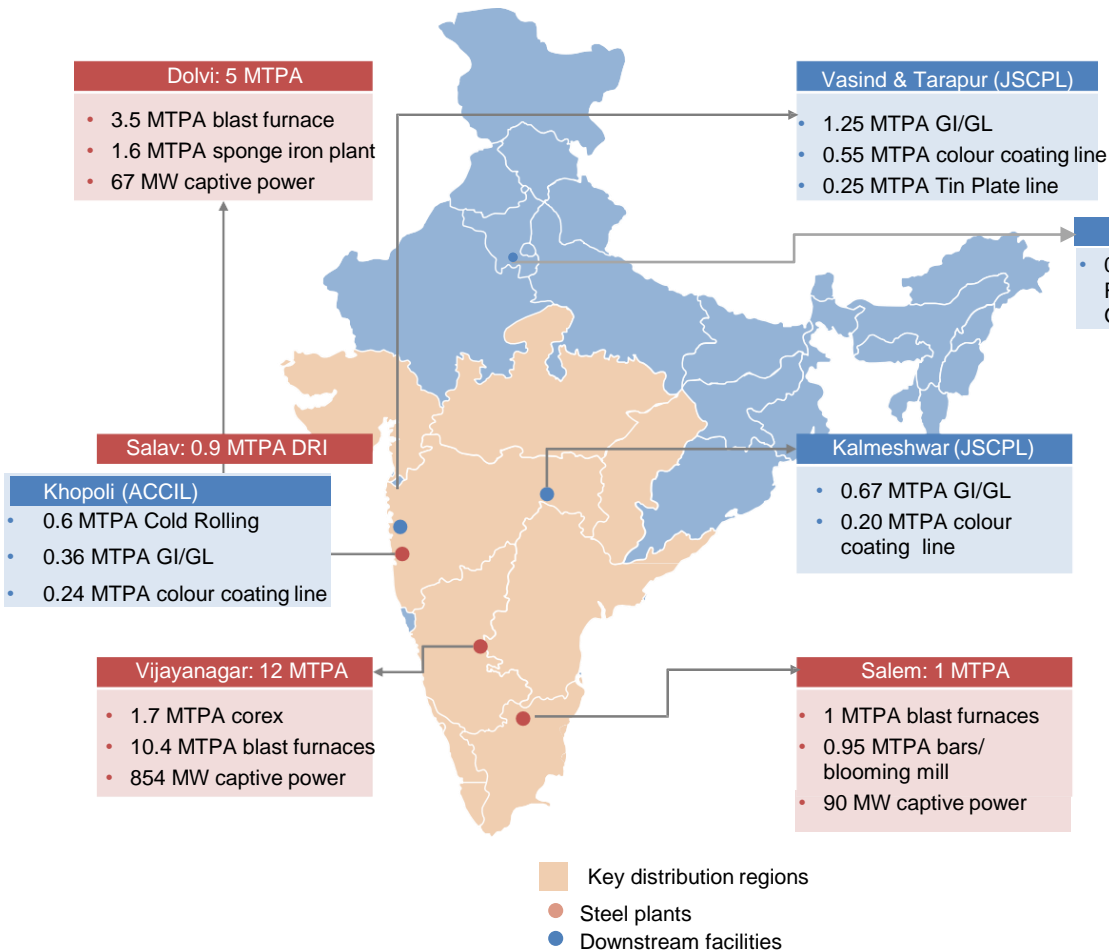 Dolvi: 5 MTPA
• 3.5 MTPA blast furnace
• 1.6 MTPA sponge iron plant
• 67 MW captive power
Vasind & Tarapur (JSCPL)
• 1.25 MTPA GI/GL
• 0.55 MTPA colour coating line
• 0.25 MTPA Tin Plate line
Salav: 0.9 MTPA DRI
Khopoli (ACCIL)
• 0.6 MTPA Cold Rolling
• 0.36 MTPA GI/GL
• 0.24 MTPA colour coating line
Kalmeshwar (JSCPL)
• 0.67 MTPA GI/GL
• 0.20 MTPA colour
coating line
Vijayanagar: 12 MTPA
• 1.7 MTPA corex
• 10.4 MTPA blast furnaces
• 854 MW captive power
Salem: 1 MTPA
• 1 MTPA blast furnaces
• 0.95 MTPA bars/
blooming mill
• 90 MW captive power
Key distribution regions
Steel plants
Downstream facilities